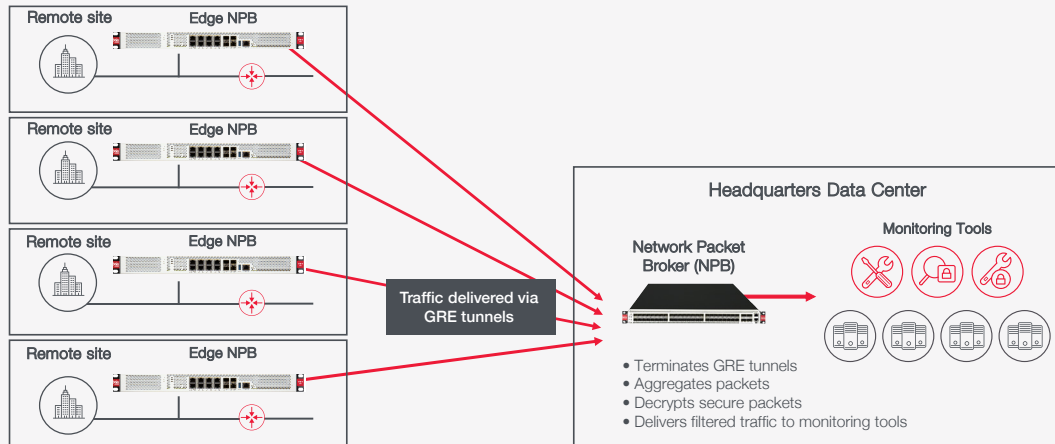 Remote site
Edge NPB
Remote site
Edge NPB
Remote site
Edge NPB
Remote site
Edge NPB
Traffic delivered via
GRE tunnels
Headquarters Data Center
Network Packet
Broker (NPB)
Monitoring Tools
• Terminates GRE tunnels
• Aggregates packets
• Decrypts secure packets
• Delivers filtered traffic to monitoring tools